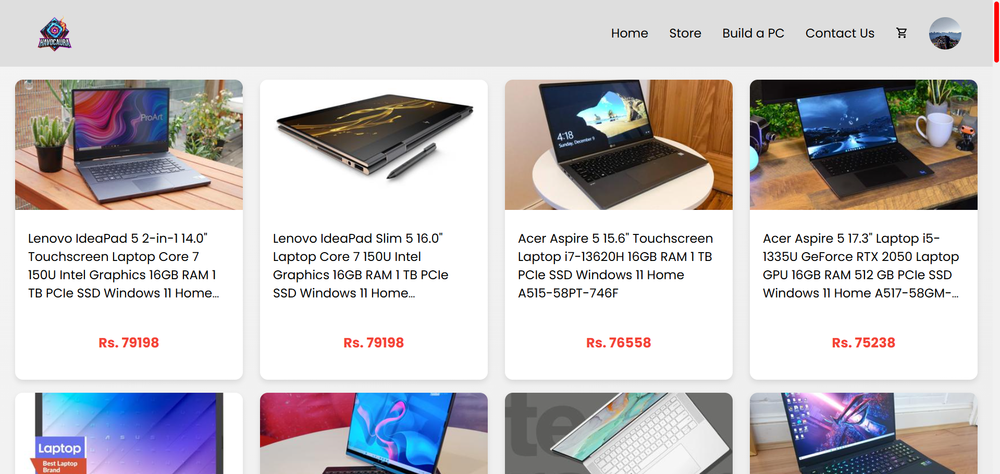 HAVOCAURA
Home
Store
Build a PC
Contact Us
ProArt
4:18
Sunday, December 9
Lenovo IdeaPad 5 2-in-1 14.0"
Touchscreen Laptop Core 7
150U Intel Graphics 16GB RAM 1
TB PCIe SSD Windows 11 Home...
Rs. 79198
Lenovo IdeaPad Slim 5 16.0"
Laptop Core 7 150U Intel
Graphics 16GB RAM 1 TB PCIe
SSD Windows 11 Home...
Rs. 79198
Acer Aspire 5 15.6" Touchscreen
Laptop i7-13620H 16GB RAM 1 TB
PCIe SSD Windows 11 Home
A515-58PT-746F
Rs. 76558
Acer Aspire 5 17.3" Laptop i5-
1335U GeForce RTX 2050 Laptop
GPU 16GB RAM 512 GB PCIe SSD
Windows 11 Home A517-58GM-...
Rs. 75238
ASUS
Laptop
Best Laptop
Brand
te